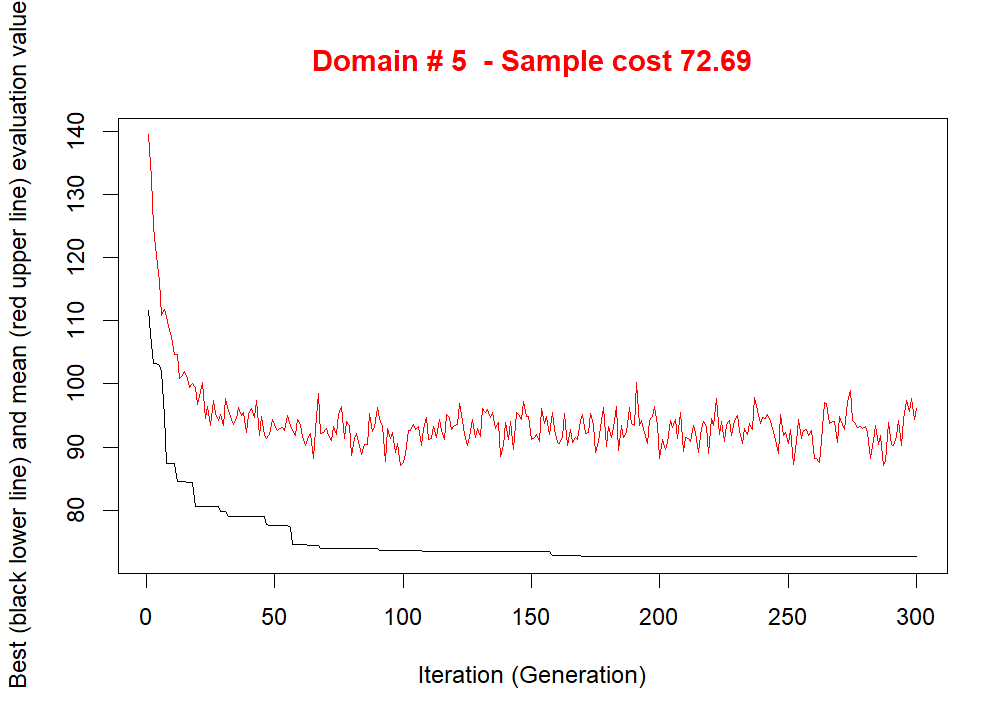 Domain # 5  - Sample cost 72.69
Best (black lower line) and mean (red upper line) evaluation value
140
130
120
110
100
90
80
0 50 100 150 200 250 300
Iteration (Generation)